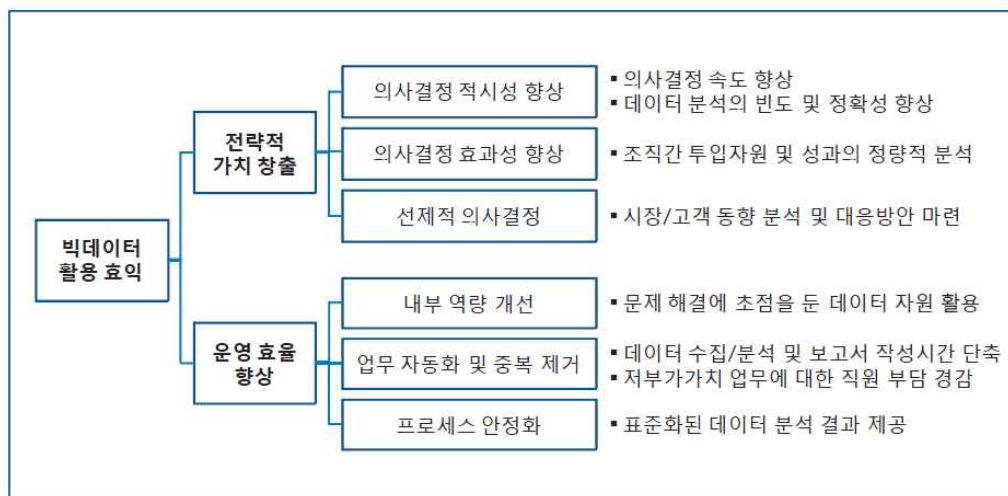 빅데이터
활용 효익
전략적
가치 창출
의사결정 적시성 향상
▪ 의사결정 속도 향상
▪ 데이터 분석의 빈도 및 정확성 향상
의사결정 효과성 향상
▪ 조직간 투입자원 및 성과의 정량적 분석
선제적 의사결정
▪ 시장/고객 동향 분석 및 대응방안 마련
운영 효율
향상
내부 역량 개선
▪ 문제 해결에 초점을 둔 데이터 자원 활용
업무 자동화 및 중복 제거
▪ 데이터 수집/분석 및 보고서 작성시간 단축
▪ 저부가가치 업무에 대한 직원 부담 경감
프로세스 안정화
▪ 표준화된 데이터 분석 결과 제공